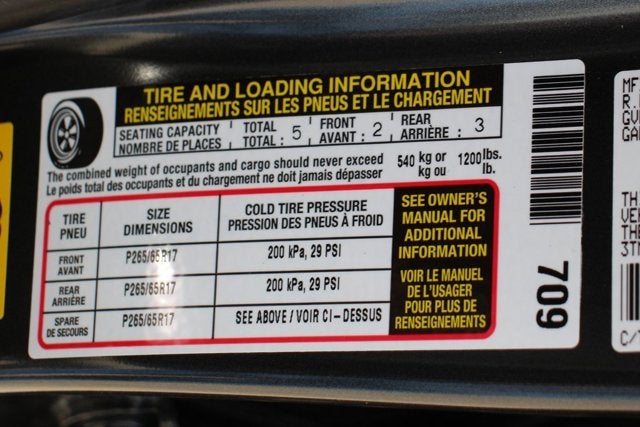 TIRE AND LOADING INFORMATION
RENSEIGNEMENTS SUR LES PNEUS ET LE CHARGEMENT
SEATING CAPACITY TOTAL FRONT REAR
NOMBRE DE PLACES TOTAL : 5 AVANT : 2 ARRIÈRE : 3
The combined weight of occupants and cargo should never exceed 540 kg or 1200 lbs.
Le poids total des occupants et du chargement ne doit jamais dépasser kg ou lb.
TIRE SIZE COLD TIRE PRESSURE
PNEU DIMENSIONS PRESSION DES PNEUS À FROID
FRONT
AVANT P265/65R17 200 kPa, 29 PSI
REAR
ARRIÈRE P265/65R17 200 kPa, 29 PSI
SPARE
DE SECOURS P265/65R17 SEE ABOVE / VOIR CI-DESSUS
SEE OWNER'S
MANUAL FOR
ADDITIONAL
INFORMATION
VOIR LE MANUEL
DE L'USAGER
POUR PLUS DE
RENSEIGNEMENTS
709